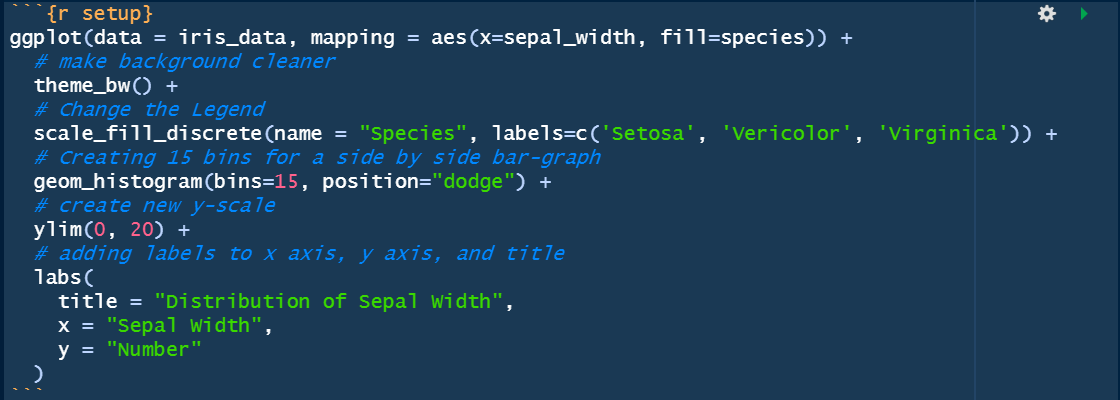 ```{r setup}
ggplot(data = iris_data, mapping = aes(x=sepal_width, fill=species)) +
  # make background cleaner
  theme_bw() +
  # Change the Legend
  scale_fill_discrete(name = "Species", labels=c('Setosa', 'Vericolor', 'Virginica')) +
  # Creating 15 bins for a side by side bar-graph
  geom_histogram(bins=15, position="dodge") +
  # create new y-scale
  ylim(0, 20) +
  # adding labels to x axis, y axis, and title
  labs(
    title = "Distribution of Sepal Width",
    x = "Sepal Width",
    y = "Number"
  )
```